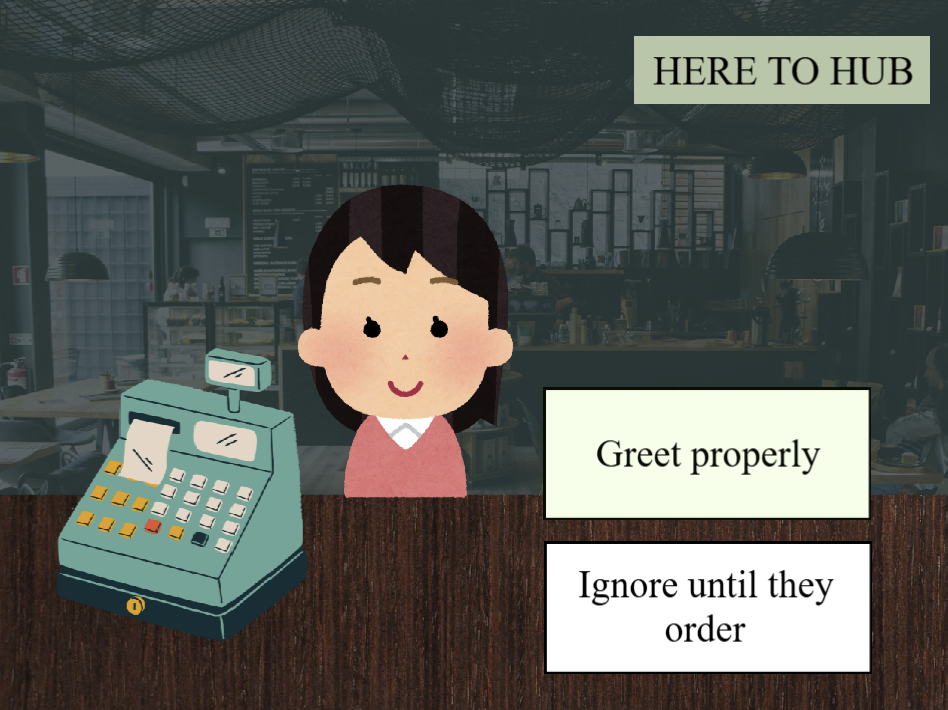 HERE TO HUB
Greet properly
Ignore until they
order